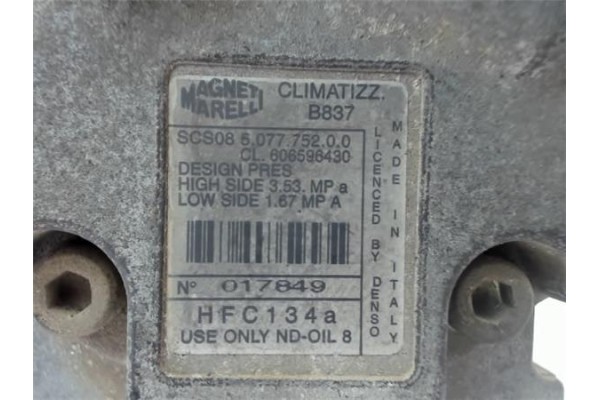 MAGNETI MARELLI
CLIMATIZZ.
B837
SCS08 6.077.752.0.0
CL. 606596430
DESIGN PRES
HIGH SIDE 3.53. MP a
LOW SIDE 1.67 MP A
Nº 017849
HFC134a
USE ONLY ND-OIL 8
LICENCED BY DENSO
MADE IN ITALY